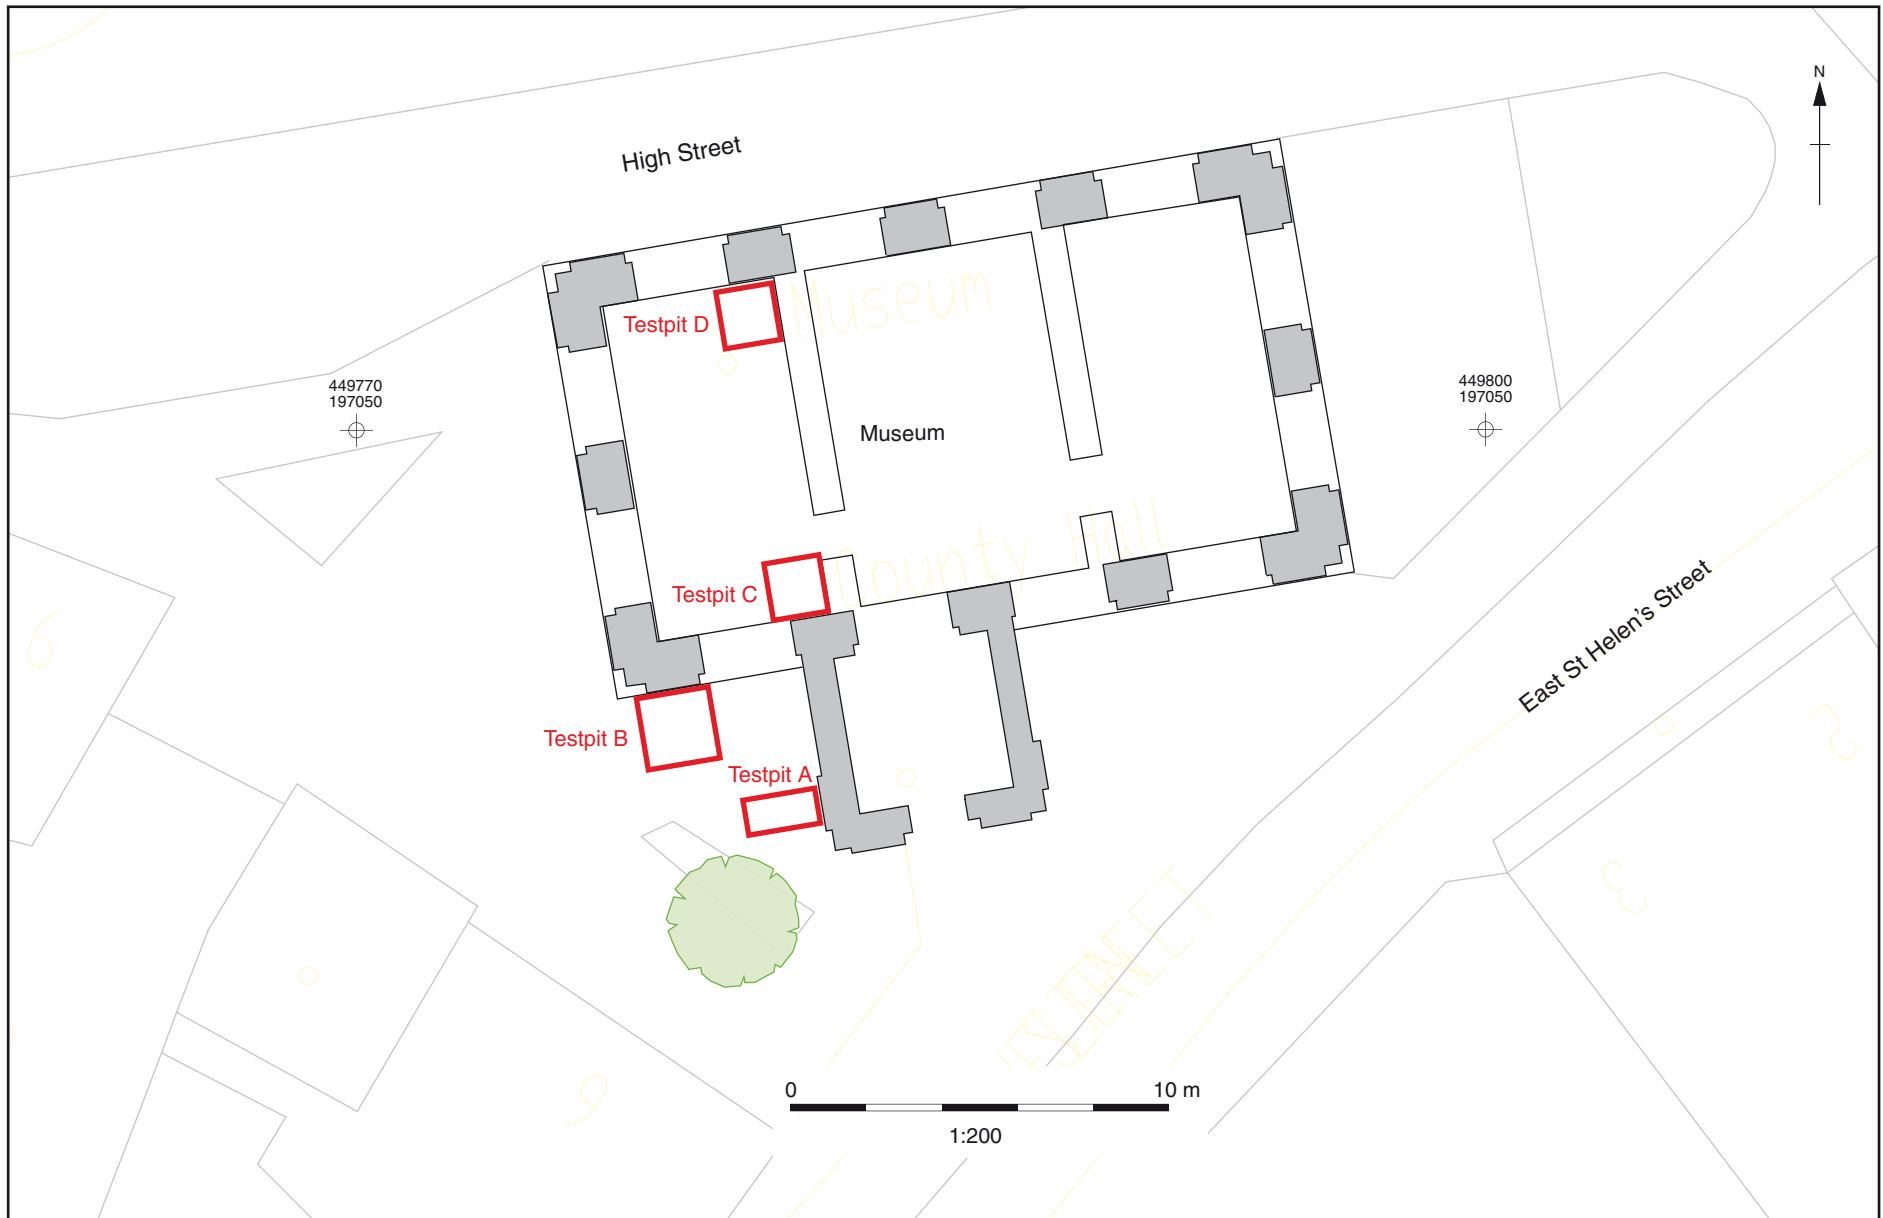 N
High Street
Museum
Testpit D
449770
197050
449800
197050
Museum
County Hall
Testpit C
East St Helen's Street
Testpit B
Testpit A
0
10 m
1:200